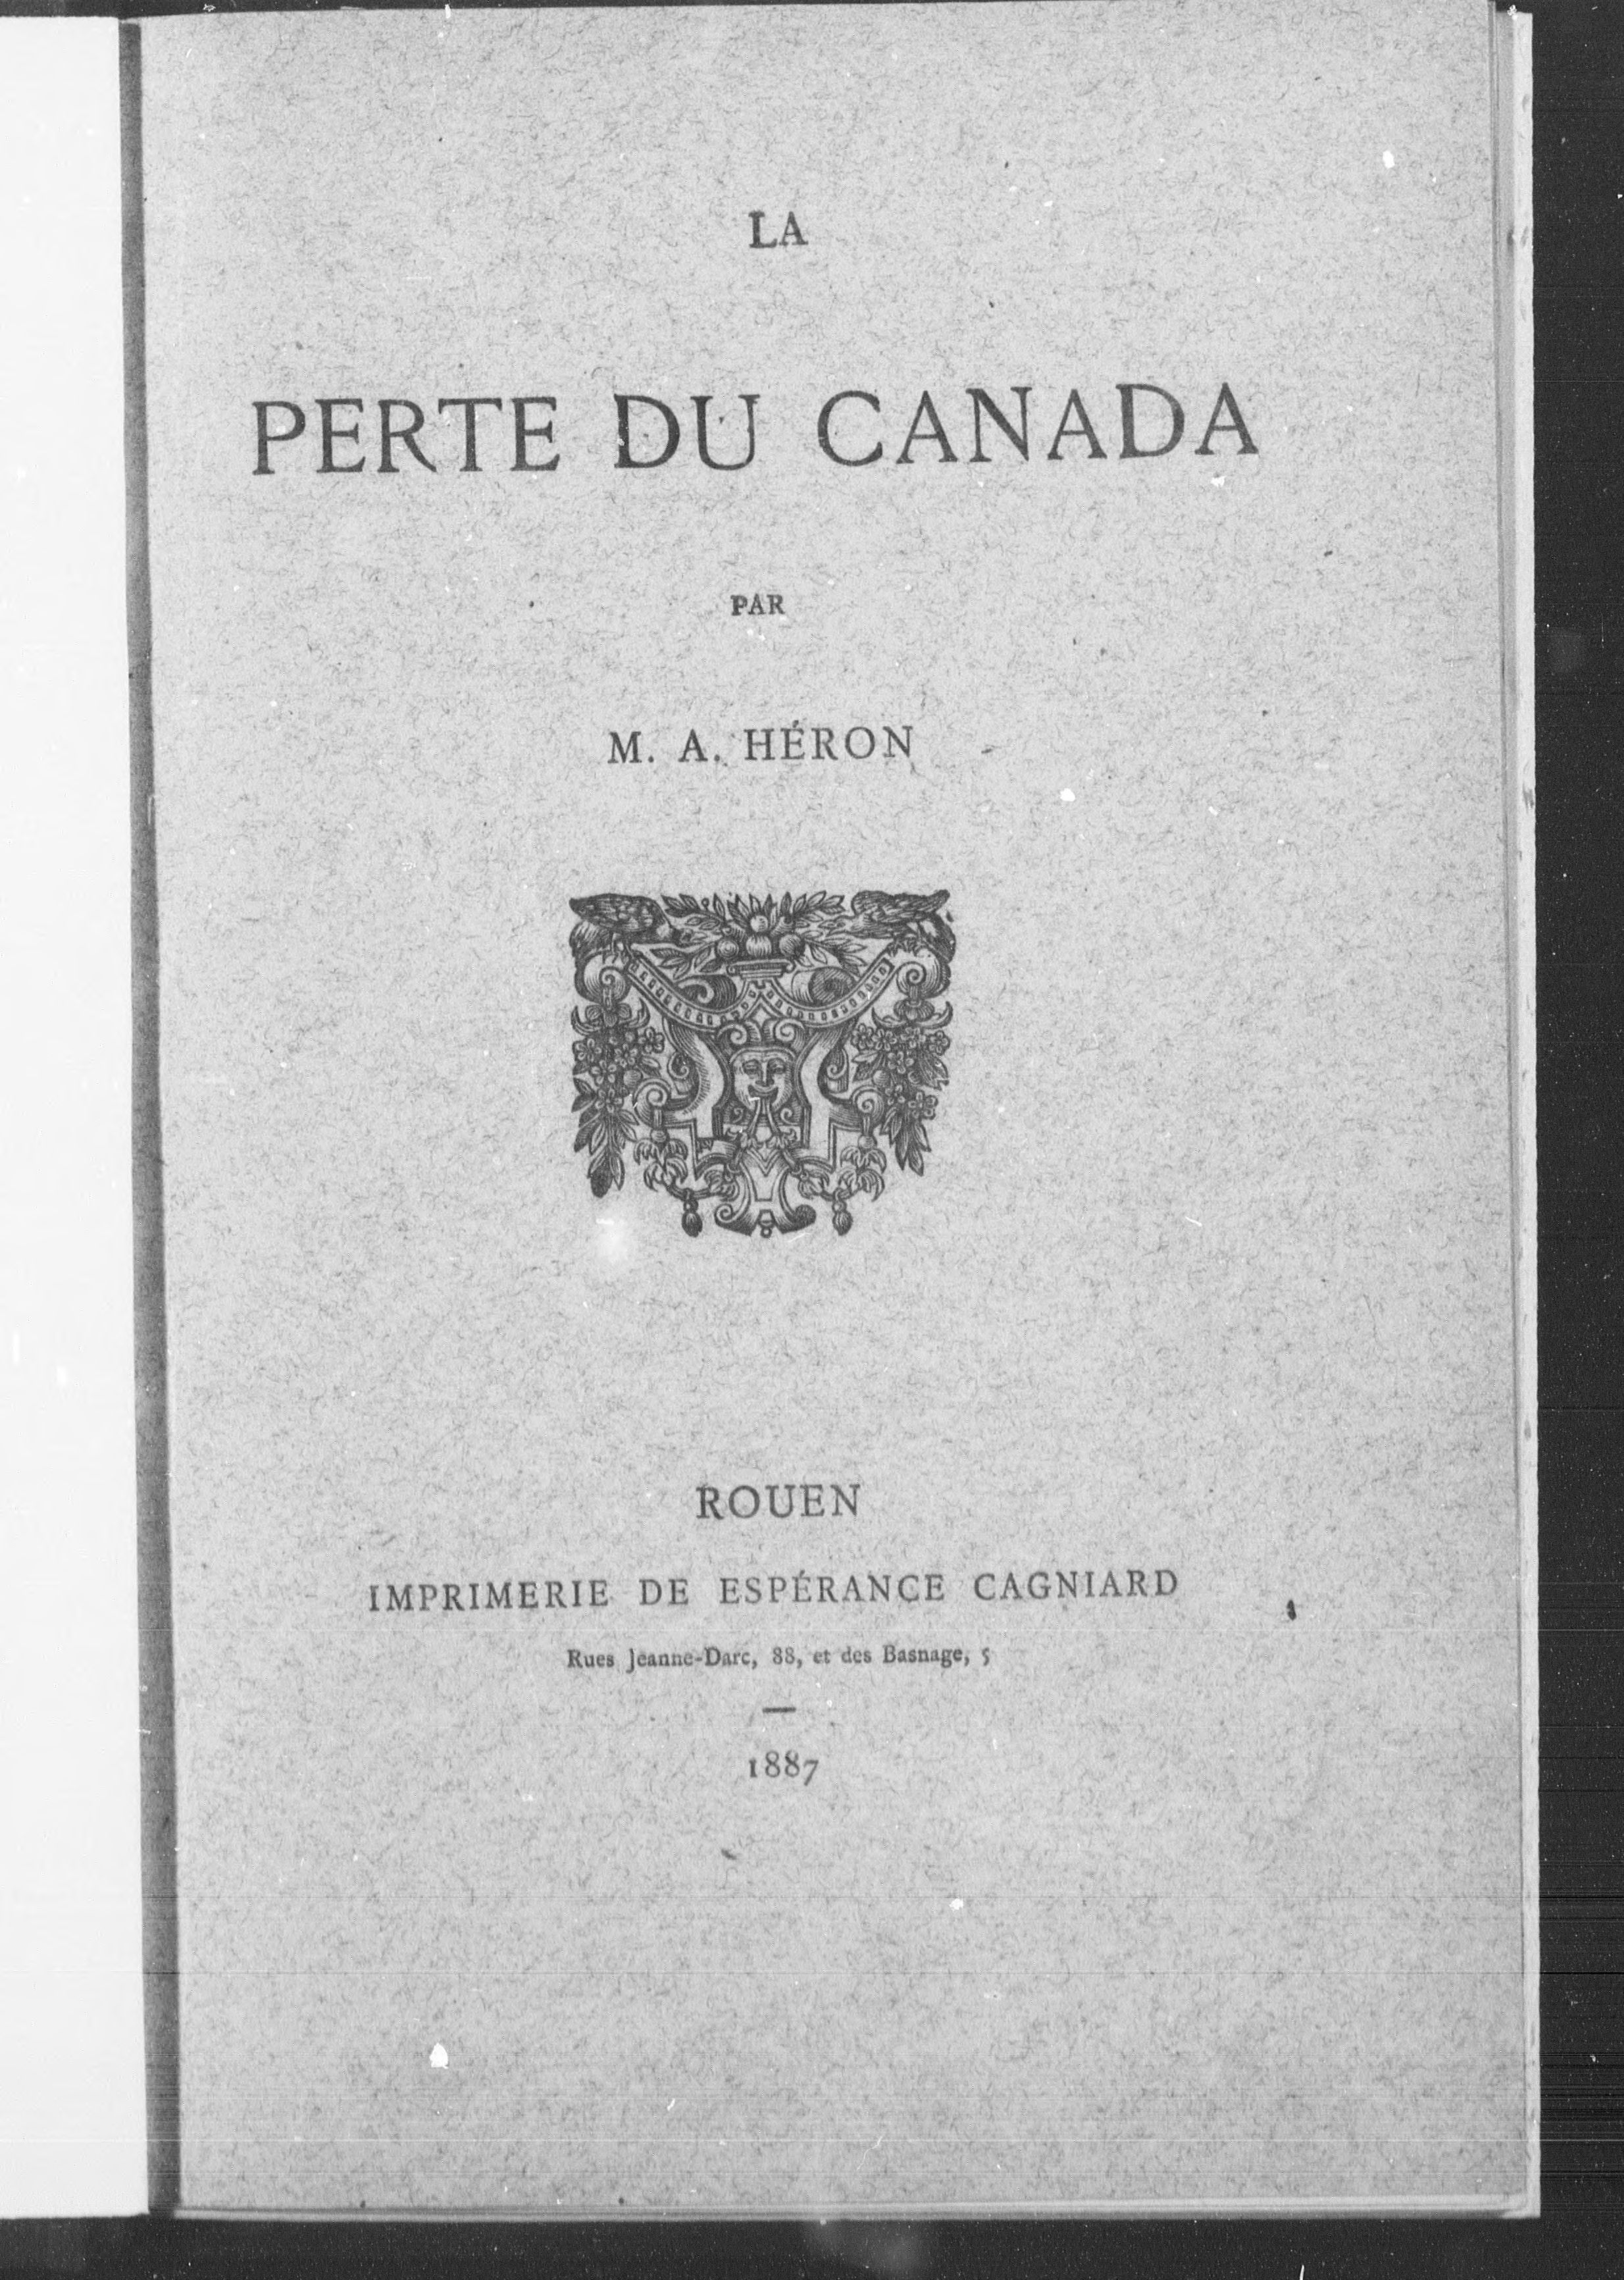 LA
PERTE DU CANADA
PAR
M. A. HÉRON
ROUEN
IMPRIMERIE DE ESPÉRANCE CAGNIARD
Rues Jeanne-Darc, 88, et des Basnage, 5
1887